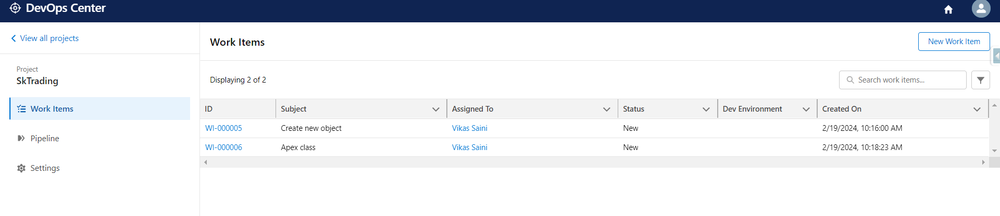 DevOps Center
View all projects
Project
SkTrading
Work Items
Pipeline
Settings
Work Items
New Work Item
Displaying 2 of 2
Search work items...
ID Subject Assigned To Status Dev Environment Created On
WI-000005 Create new object Vikas Saini New 2/19/2024, 10:16:00 AM
WI-000006 Apex class Vikas Saini New 2/19/2024, 10:18:23 AM